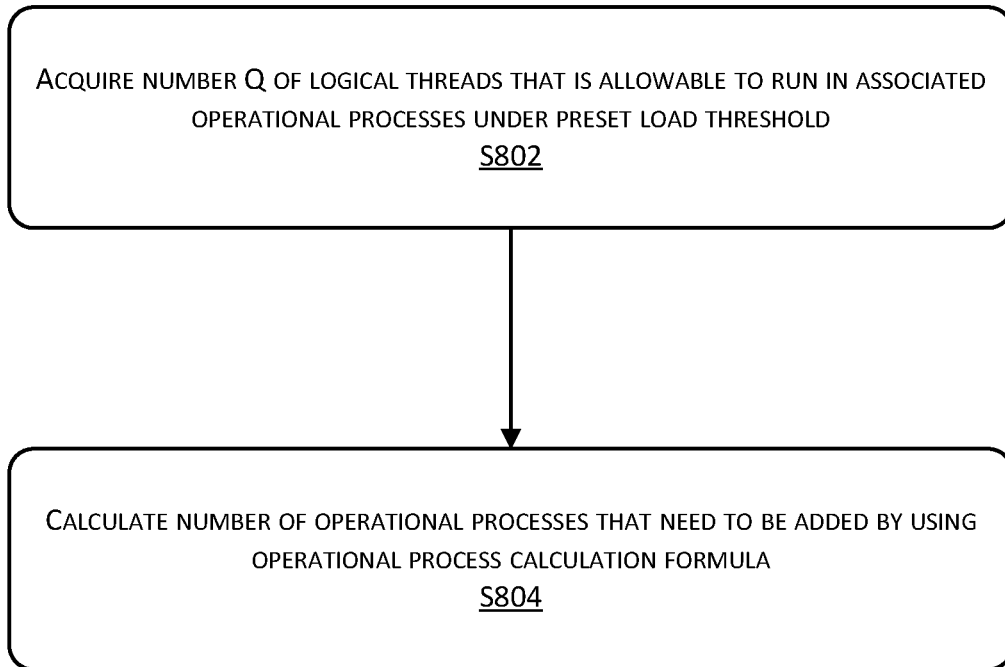 ACQUIRE NUMBER Q OF LOGICAL THREADS THAT IS ALLOWABLE TO RUN IN ASSOCIATED
OPERATIONAL PROCESSES UNDER PRESET LOAD THRESHOLD
S802
CALCULATE NUMBER OF OPERATIONAL PROCESSES THAT NEED TO BE ADDED BY USING
OPERATIONAL PROCESS CALCULATION FORMULA
S804